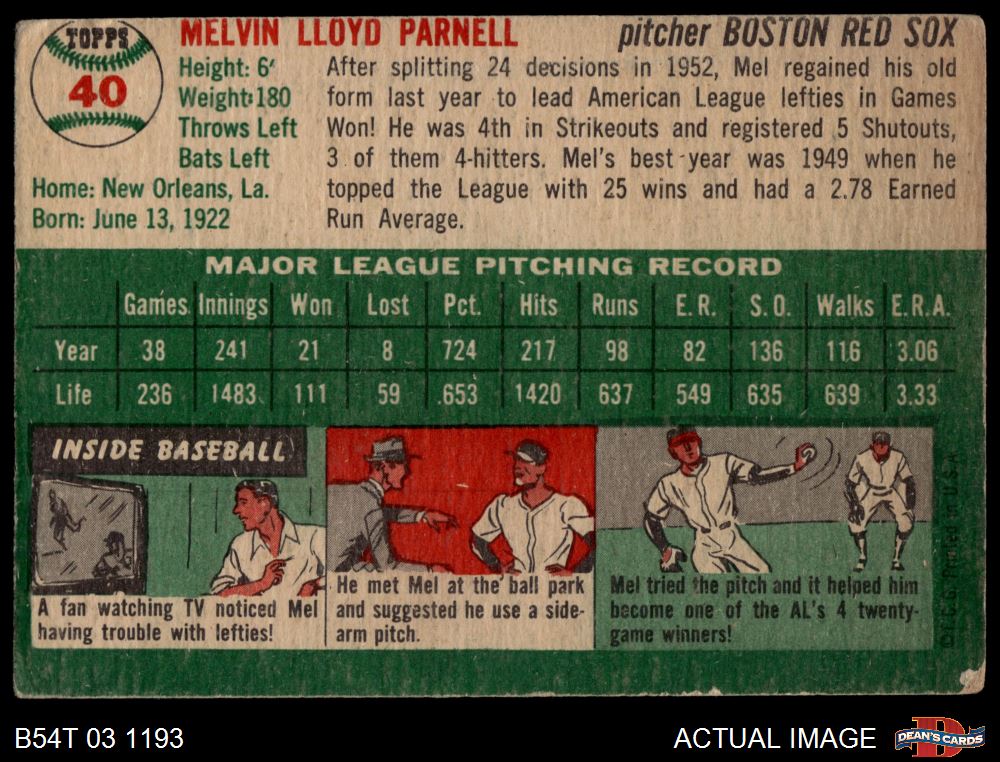 TOPPS
40
MELVIN LLOYD PARNELL
pitcher BOSTON RED SOX
Height: 6'
Weight: 180
Throws Left
Bats Left
Home: New Orleans, La.
Born: June 13, 1922
After splitting 24 decisions in 1952, Mel regained his old
form last year to lead American League lefties in Games
Won! He was 4th in Strikeouts and registered 5 Shutouts,
3 of them 4-hitters. Mel's best year was 1949 when he
topped the League with 25 wins and had a 2.78 Earned
Run Average.
MAJOR LEAGUE PITCHING RECORD
Games Innings Won Lost Pct. Hits Runs E.R. S.O. Walks E.R.A.
Year 38 241 21 8 724 217 98 82 136 116 3.06
Life 236 1483 111 59 .653 1420 637 549 635 639 3.33
INSIDE BASEBALL
A fan watching TV noticed Mel
having trouble with lefties!
He met Mel at the ball park
and suggested he use a side-
arm pitch.
Mel tried the pitch and it helped him
become one of the AL's 4 twenty-
game winners!
© T.C.G. Printed in U.S.A.
B54T 03 1193
ACTUAL IMAGE
DEAN'S CARDS